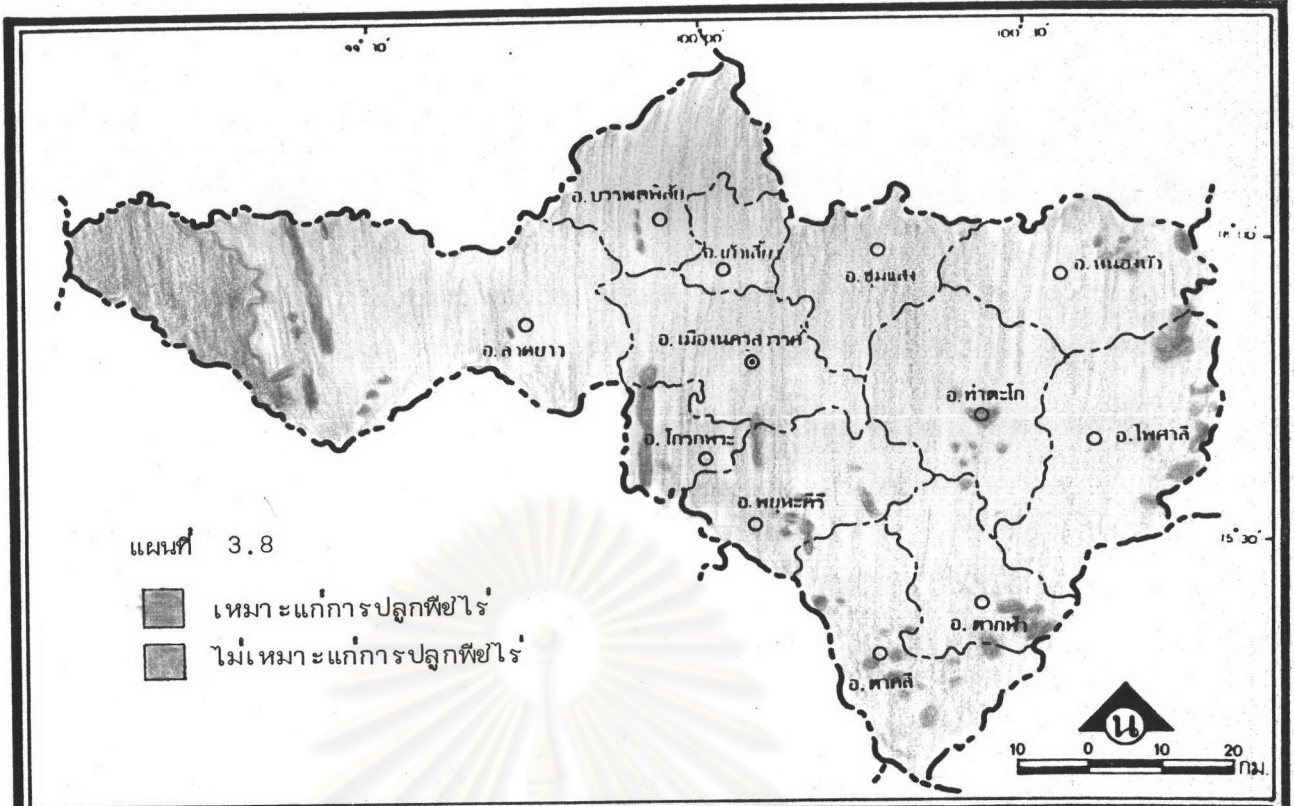 99° 30'
100° 00'
100° 30'
อ. บรรพตพิสัย
16° 00'
อ. เก้าเลี้ยว
อ. ชุมแสง
อ. หนองบัว
อ. ลาดยาว
อ. เมืองนครสวรรค์
อ. ท่าตะโก
อ. ไพศาลี
อ. โกรกพระ
อ. พยุหะคีรี
15° 30'
แผนที่ 3.8
เหมาะแก่การปลูกพืชไร่
ไม่เหมาะแก่การปลูกพืชไร่
อ. ตากฟ้า
อ. ตาคลี
น
10 0 10 20
กม.